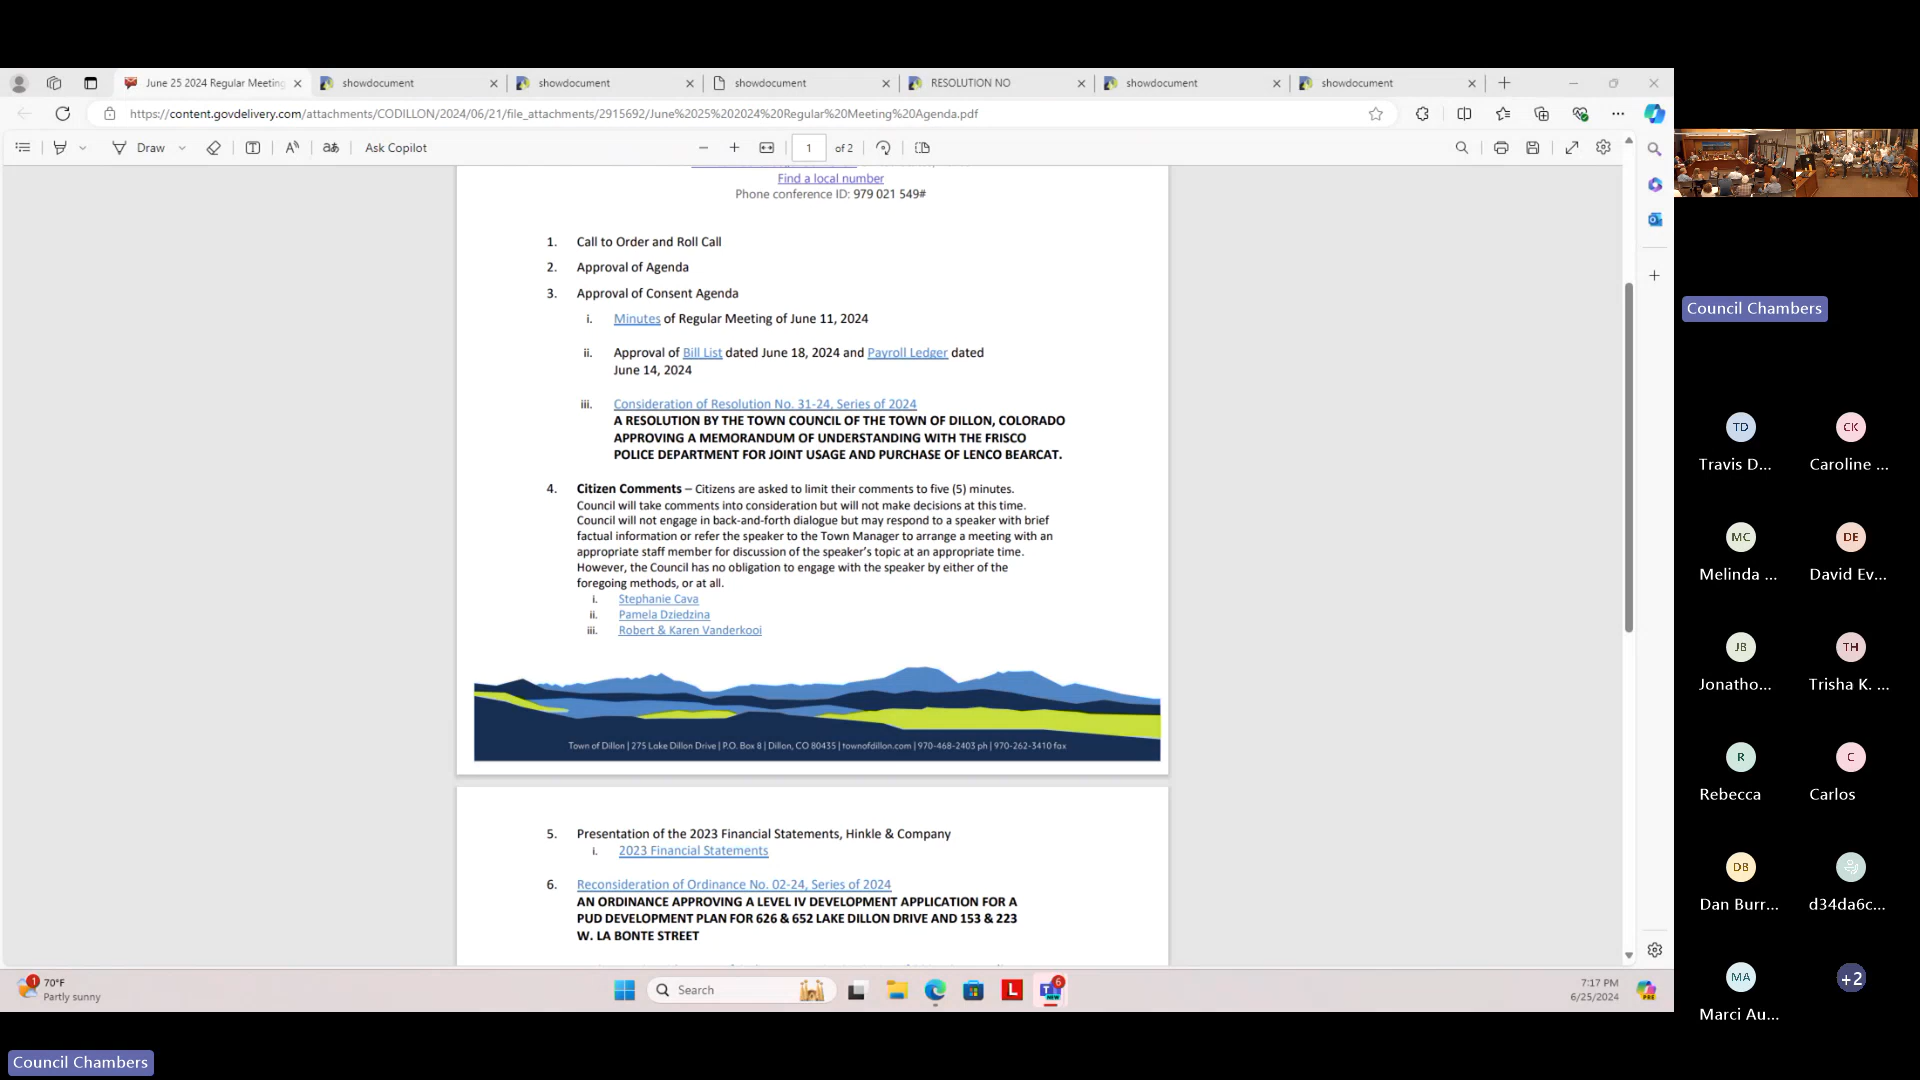 June 25 2024 Regular Meeting
showdocument
showdocument
showdocument
RESOLUTION NO
showdocument
showdocument
https://content.govdelivery.com/attachments/CODILLON/2024/06/21/file_attachments/2915692/June%2025%202024%20Regular%20Meeting%20Agenda.pdf
Draw
Ask Copilot
1
of 2
Find a local number
Phone conference ID: 979 021 549#
1. Call to Order and Roll Call
2. Approval of Agenda
3. Approval of Consent Agenda
i. Minutes of Regular Meeting of June 11, 2024
ii. Approval of Bill List dated June 18, 2024 and Payroll Ledger dated
June 14, 2024
iii. Consideration of Resolution No. 31-24, Series of 2024
A RESOLUTION BY THE TOWN COUNCIL OF THE TOWN OF DILLON, COLORADO
APPROVING A MEMORANDUM OF UNDERSTANDING WITH THE FRISCO
POLICE DEPARTMENT FOR JOINT USAGE AND PURCHASE OF LENCO BEARCAT.
4. Citizen Comments – Citizens are asked to limit their comments to five (5) minutes.
Council will take comments into consideration but will not make decisions at this time.
Council will not engage in back-and-forth dialogue but may respond to a speaker with brief
factual information or refer the speaker to the Town Manager to arrange a meeting with an
appropriate staff member for discussion of the speaker's topic at an appropriate time.
However, the Council has no obligation to engage with the speaker by either of the
foregoing methods, or at all.
i. Stephanie Cava
ii. Pamela Dziedzina
iii. Robert & Karen Vanderkooi
Town of Dillon | 275 Lake Dillon Drive | P.O. Box 8 | Dillon, CO 80435 | townofdillon.com | 970-468-2403 ph | 970-262-3410 fax
5. Presentation of the 2023 Financial Statements, Hinkle & Company
i. 2023 Financial Statements
6. Reconsideration of Ordinance No. 02-24, Series of 2024
AN ORDINANCE APPROVING A LEVEL IV DEVELOPMENT APPLICATION FOR A
PUD DEVELOPMENT PLAN FOR 626 & 652 LAKE DILLON DRIVE AND 153 & 223
W. LA BONTE STREET
1
70°F
Partly sunny
Search
L
6
7:17 PM
6/25/2024
Council Chambers
Council Chambers
TD
CK
Travis D...
Caroline ...
MC
DE
Melinda ...
David Ev...
JB
TH
Jonatho...
Trisha K. ...
R
C
Rebecca
Carlos
DB
Dan Burr...
d34da6c...
MA
+2
Marci Au...